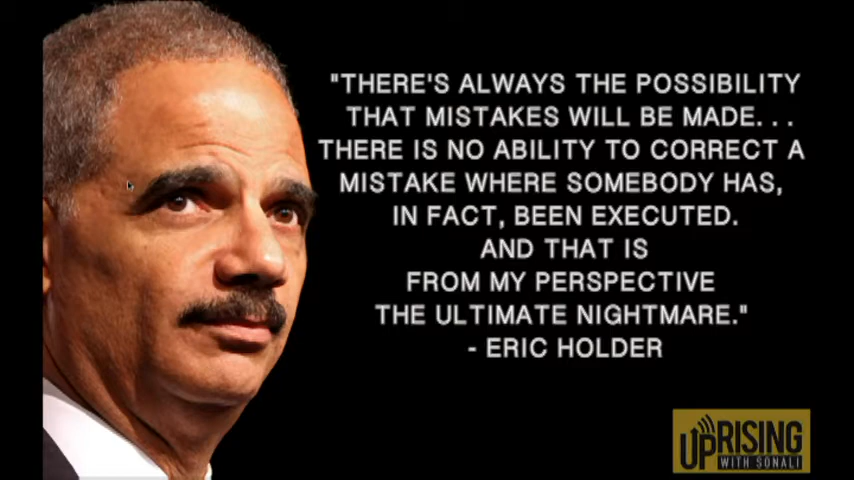 "THERE'S ALWAYS THE POSSIBILITY
THAT MISTAKES WILL BE MADE. . .
THERE IS NO ABILITY TO CORRECT A
MISTAKE WHERE SOMEBODY HAS,
IN FACT, BEEN EXECUTED.
AND THAT IS
FROM MY PERSPECTIVE
THE ULTIMATE NIGHTMARE."
- ERIC HOLDER
UPRISING
WITH SONALI